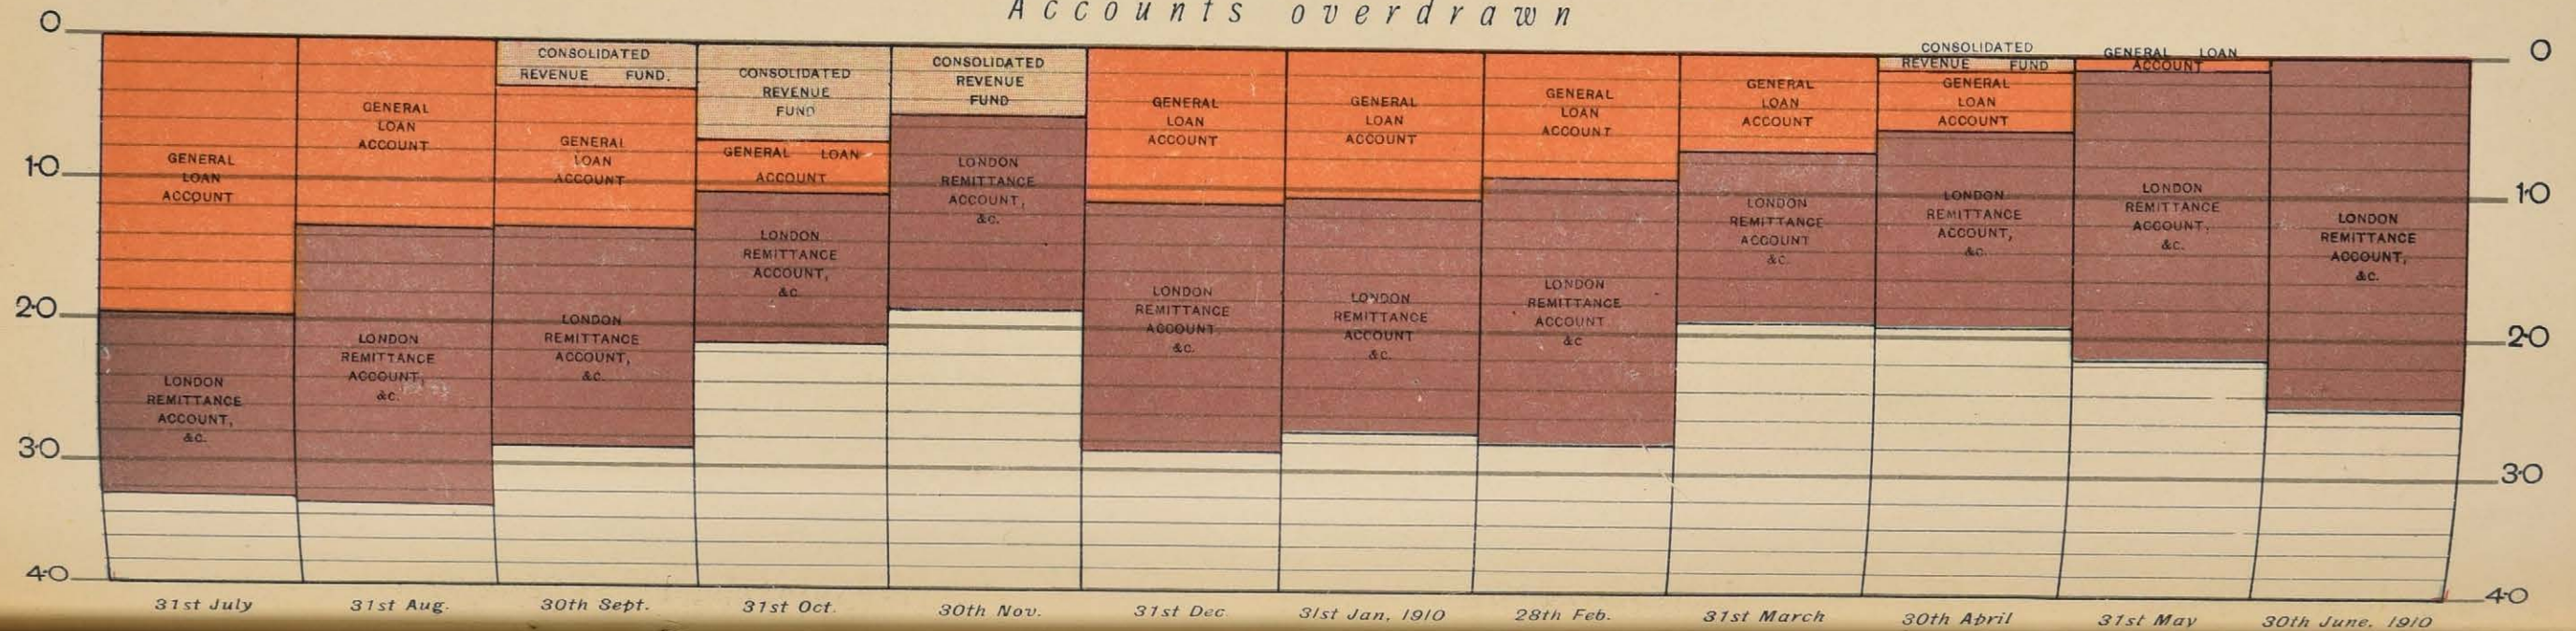 Accounts overdrawn
0
1·0
2·0
3·0
4·0
GENERAL
LOAN
ACCOUNT
LONDON
REMITTANCE
ACCOUNT,
&c.
GENERAL
LOAN
ACCOUNT
LONDON
REMITTANCE
ACCOUNT,
&c.
CONSOLIDATED
REVENUE FUND.
GENERAL
LOAN
ACCOUNT
LONDON
REMITTANCE
ACCOUNT,
&c.
CONSOLIDATED
REVENUE
FUND
GENERAL LOAN
ACCOUNT
LONDON
REMITTANCE
ACCOUNT,
&c
CONSOLIDATED
REVENUE
FUND
LONDON
REMITTANCE
ACCOUNT,
&c.
GENERAL
LOAN
ACCOUNT
LONDON
REMITTANCE
ACCOUNT
&c.
GENERAL
LOAN
ACCOUNT
LONDON
REMITTANCE
ACCOUNT
&c.
GENERAL
LOAN
ACCOUNT
LONDON
REMITTANCE
ACCOUNT
&c
GENERAL
LOAN
ACCOUNT
LONDON
REMITTANCE
ACCOUNT
&c.
CONSOLIDATED
REVENUE FUND
GENERAL
LOAN
ACCOUNT
LONDON
REMITTANCE
ACCOUNT,
&c.
GENERAL LOAN
ACCOUNT
LONDON
REMITTANCE
ACCOUNT,
&c.
LONDON
REMITTANCE
ACCOUNT,
&c.
0
1·0
2·0
3·0
4·0
31st July
31st Aug.
30th Sept.
31st Oct.
30th Nov.
31st Dec.
31st Jan, 1910
28th Feb.
31st March
30th April
31st May
30th June, 1910